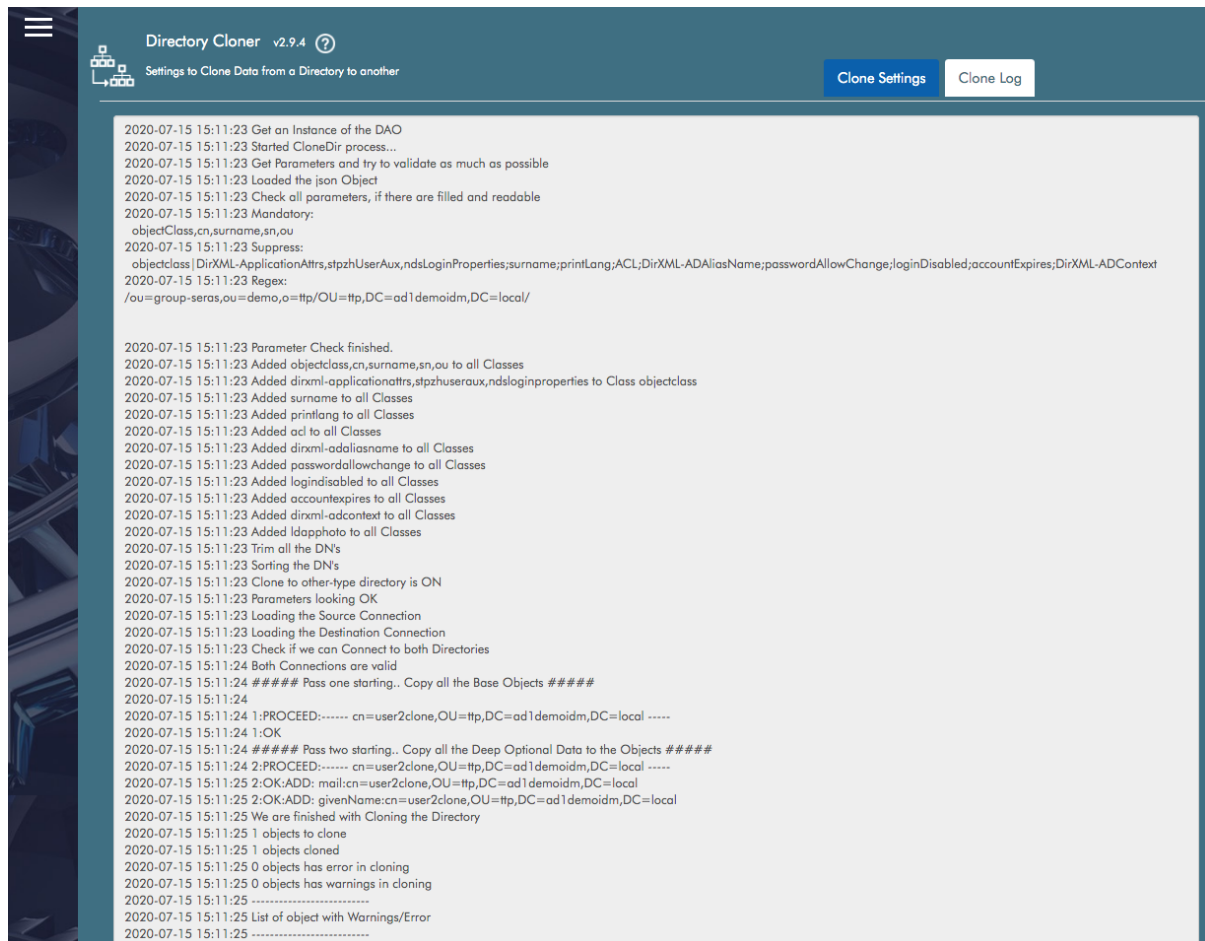 Directory Cloner v2.9.4 ?
Settings to Clone Data from a Directory to another
Clone Settings
Clone Log
2020-07-15 15:11:23 Get an Instance of the DAO
2020-07-15 15:11:23 Started CloneDir process...
2020-07-15 15:11:23 Get Parameters and try to validate as much as possible
2020-07-15 15:11:23 Loaded the json Object
2020-07-15 15:11:23 Check all parameters, if there are filled and readable
2020-07-15 15:11:23 Mandatory:
objectClass,cn,surname,sn,ou
2020-07-15 15:11:23 Suppress:
objectclass|DirXML-ApplicationAttrs,stpzhUserAux,ndsLoginProperties;surname;printLang;ACL;DirXML-ADAliasName;passwordAllowChange;loginDisabled;accountExpires;DirXML-ADContext
2020-07-15 15:11:23 Regex:
/ou=group-seras,ou=demo,o=ttp/OU=ttp,DC=ad1demoidm,DC=local/
2020-07-15 15:11:23 Parameter Check finished.
2020-07-15 15:11:23 Added objectclass,cn,surname,sn,ou to all Classes
2020-07-15 15:11:23 Added dirxml-applicationattrs,stpzhuseraux,ndsloginproperties to Class objectclass
2020-07-15 15:11:23 Added surname to all Classes
2020-07-15 15:11:23 Added printlang to all Classes
2020-07-15 15:11:23 Added acl to all Classes
2020-07-15 15:11:23 Added dirxml-adaliasname to all Classes
2020-07-15 15:11:23 Added passwordallowchange to all Classes
2020-07-15 15:11:23 Added logindisabled to all Classes
2020-07-15 15:11:23 Added accountexpires to all Classes
2020-07-15 15:11:23 Added dirxml-adcontext to all Classes
2020-07-15 15:11:23 Added ldapphoto to all Classes
2020-07-15 15:11:23 Trim all the DN's
2020-07-15 15:11:23 Sorting the DN's
2020-07-15 15:11:23 Clone to other-type directory is ON
2020-07-15 15:11:23 Parameters looking OK
2020-07-15 15:11:23 Loading the Source Connection
2020-07-15 15:11:23 Loading the Destination Connection
2020-07-15 15:11:23 Check if we can Connect to both Directories
2020-07-15 15:11:24 Both Connections are valid
2020-07-15 15:11:24 ##### Pass one starting.. Copy all the Base Objects #####
2020-07-15 15:11:24
2020-07-15 15:11:24 1:PROCEED:------ cn=user2clone,OU=ttp,DC=ad1demoidm,DC=local -----
2020-07-15 15:11:24 1:OK
2020-07-15 15:11:24 ##### Pass two starting.. Copy all the Deep Optional Data to the Objects #####
2020-07-15 15:11:24 2:PROCEED:------ cn=user2clone,OU=ttp,DC=ad1demoidm,DC=local -----
2020-07-15 15:11:25 2:OK:ADD: mail:cn=user2clone,OU=ttp,DC=ad1demoidm,DC=local
2020-07-15 15:11:25 2:OK:ADD: givenName:cn=user2clone,OU=ttp,DC=ad1demoidm,DC=local
2020-07-15 15:11:25 We are finished with Cloning the Directory
2020-07-15 15:11:25 1 objects to clone
2020-07-15 15:11:25 1 objects cloned
2020-07-15 15:11:25 0 objects has error in cloning
2020-07-15 15:11:25 0 objects has warnings in cloning
2020-07-15 15:11:25 --------------------------
2020-07-15 15:11:25 List of object with Warnings/Error
2020-07-15 15:11:25 --------------------------